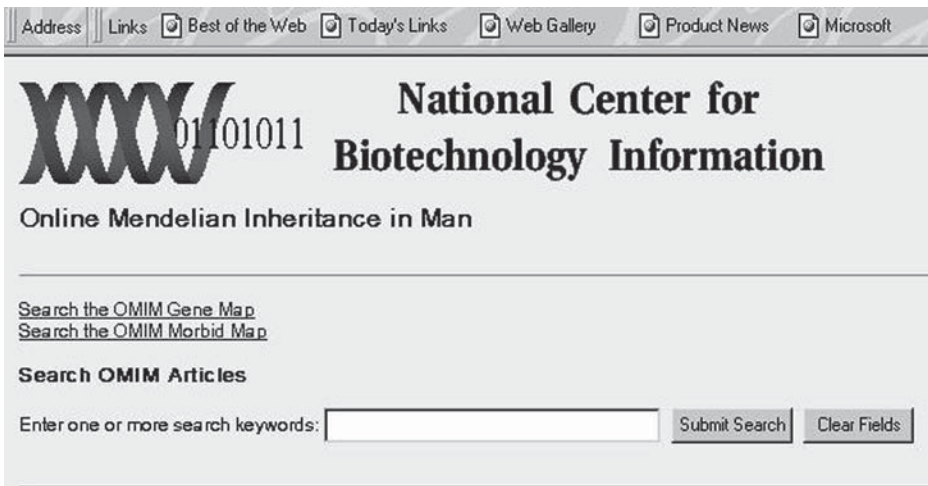 Address Links Best of the Web Today's Links Web Gallery Product News Microsoft
01101011
National Center for
Biotechnology Information
Online Mendelian Inheritance in Man
Search the OMIM Gene Map
Search the OMIM Morbid Map
Search OMIM Articles
Enter one or more search keywords: Submit Search Clear Fields